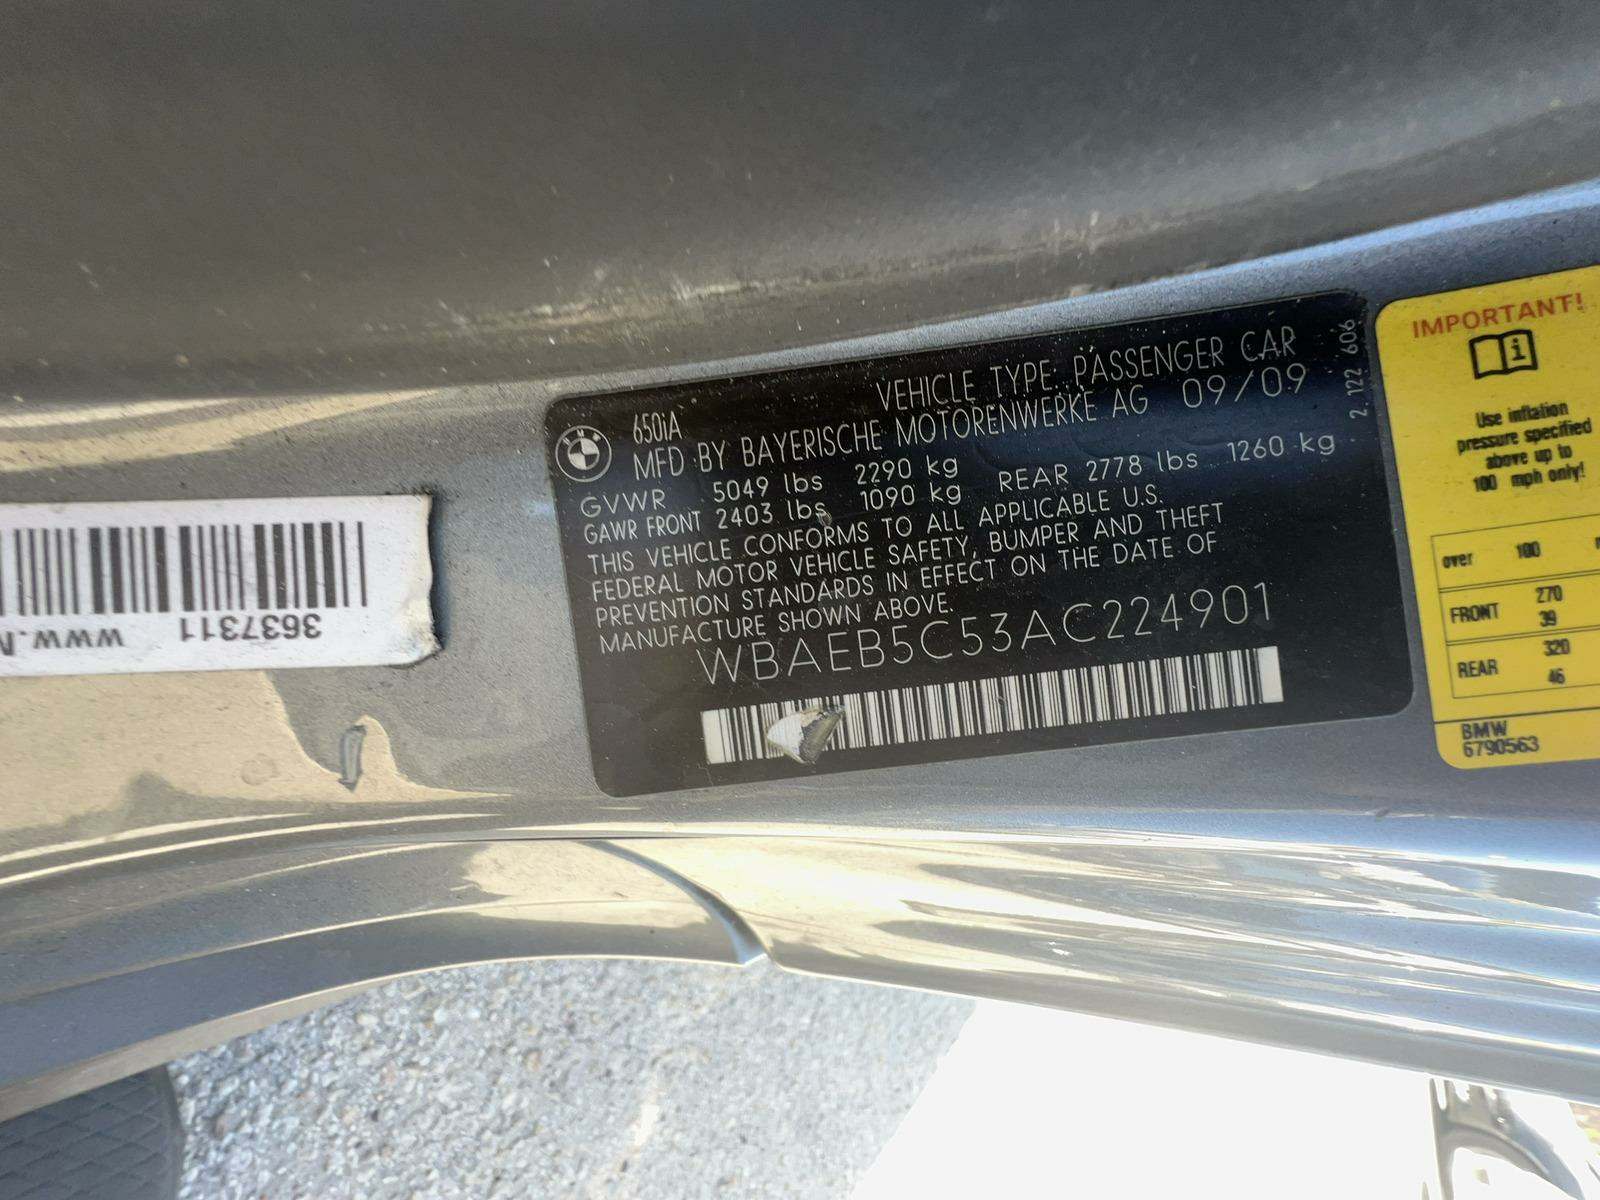 650iA
VEHICLE TYPE: PASSENGER CAR
MFD BY BAYERISCHE MOTORENWERKE AG 09/09
GVWR 5049 lbs 2290 kg
GAWR FRONT 2403 lbs 1090 kg REAR 2778 lbs 1260 kg
THIS VEHICLE CONFORMS TO ALL APPLICABLE U.S.
FEDERAL MOTOR VEHICLE SAFETY, BUMPER AND THEFT
PREVENTION STANDARDS IN EFFECT ON THE DATE OF
MANUFACTURE SHOWN ABOVE.
WBAEB5C53AC224901
2 122 606
BMW
IMPORTANT!
i
Use inflation
pressure specified
above up to
100 mph only!
over 100
FRONT 270
39
REAR 320
46
BMW
6790563
3637311
www.